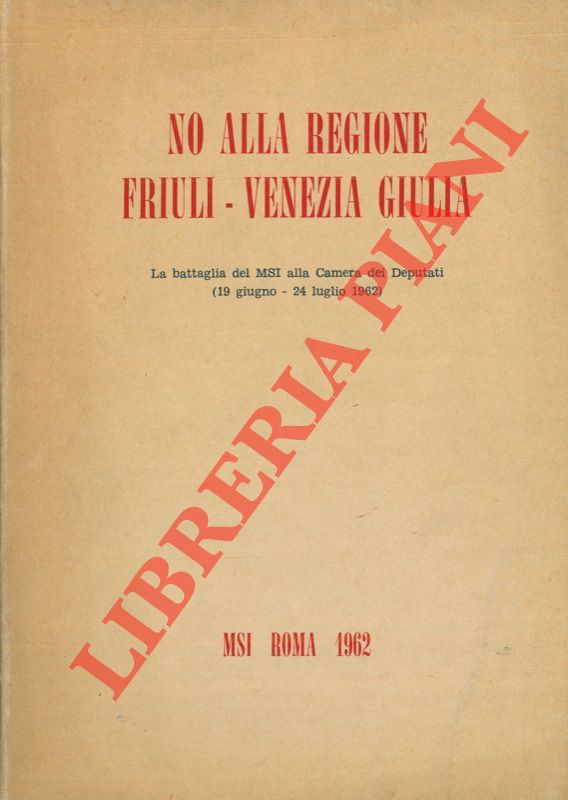 NO ALLA REGIONE
FRIULI - VENEZIA GIULIA
La battaglia del MSI alla Camera dei Deputati
(19 giugno - 24 luglio 1962)
LIBRERIA PIANI
MSI ROMA 1962